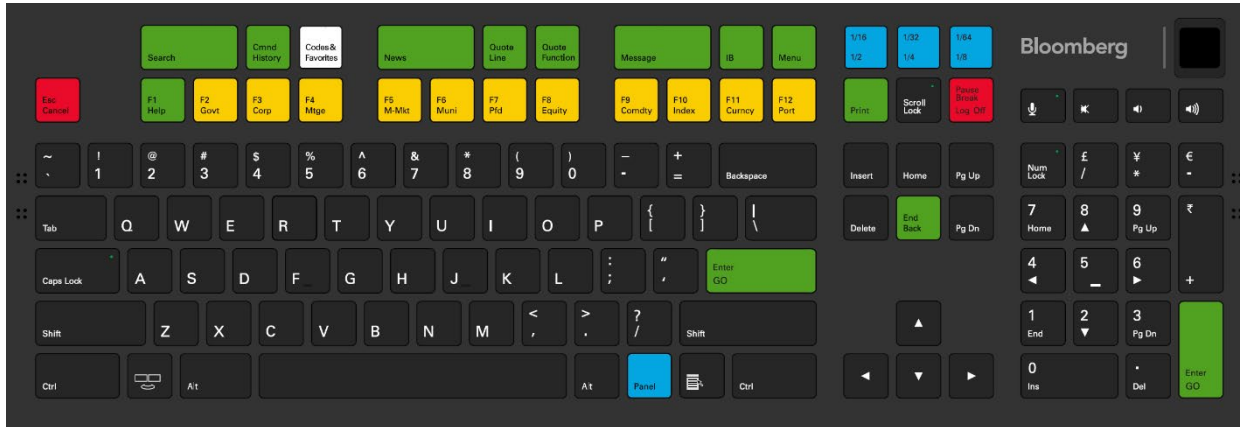 Search
Cmnd
History
Codes &
Favorites
News
Quote
Line
Quote
Function
Message
IB
Menu
1/16
1/2
1/32
1/4
1/64
1/8
Bloomberg
Esc
Cancel
F1
Help
F2
Govt
F3
Corp
F4
Mtge
F5
M-Mkt
F6
Muni
F7
Pfd
F8
Equity
F9
Comdty
F10
Index
F11
Curncy
F12
Port
Print
Scroll
Lock
Pause
Break
Log Off
~
`
!
1
@
2
#
3
$
4
%
5
^
6
&
7
*
8
(
9
)
0
–
-
+
=
Backspace
Insert
Home
Pg Up
Num
Lock
£
/
¥
*
€
-
Tab
Q
W
E
R
T
Y
U
I
O
P
{
[
}
]
|
\
Delete
End
Back
Pg Dn
7
Home
8
▲
9
Pg Up
₹
+
Caps Lock
A
S
D
F
G
H
J
K
L
:
;
“
‘
Enter
GO
4
◄
5
6
►
Shift
Z
X
C
V
B
N
M
<
,
>
.
?
/
Shift
▲
1
End
2
▼
3
Pg Dn
Enter
GO
Ctrl
Alt
Alt
Panel
Ctrl
◄
▼
►
0
Ins
.
Del